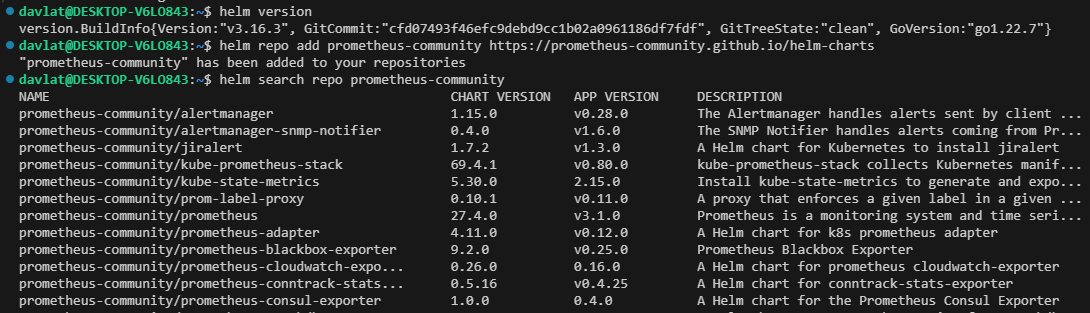 davlat@DESKTOP-V6LO843:~$ helm version
version.BuildInfo{Version:"v3.16.3", GitCommit:"cfd07493f46efc9debd9cc1b02a0961186df7fdf", GitTreeState:"clean", GoVersion:"go1.22.7"}
davlat@DESKTOP-V6LO843:~$ helm repo add prometheus-community https://prometheus-community.github.io/helm-charts
"prometheus-community" has been added to your repositories
davlat@DESKTOP-V6LO843:~$ helm search repo prometheus-community
NAME CHART VERSION APP VERSION DESCRIPTION
prometheus-community/alertmanager 1.15.0 v0.28.0 The Alertmanager handles alerts sent by client ...
prometheus-community/alertmanager-snmp-notifier 0.4.0 v1.6.0 The SNMP Notifier handles alerts coming from Pr...
prometheus-community/jiralert 1.7.2 v1.3.0 A Helm chart for Kubernetes to install jiralert
prometheus-community/kube-prometheus-stack 69.4.1 v0.80.0 kube-prometheus-stack collects Kubernetes manif...
prometheus-community/kube-state-metrics 5.30.0 2.15.0 Install kube-state-metrics to generate and expo...
prometheus-community/prom-label-proxy 0.10.1 v0.11.0 A proxy that enforces a given label in a given ...
prometheus-community/prometheus 27.4.0 v3.1.0 Prometheus is a monitoring system and time seri...
prometheus-community/prometheus-adapter 4.11.0 v0.12.0 A Helm chart for k8s prometheus adapter
prometheus-community/prometheus-blackbox-exporter 9.2.0 v0.25.0 Prometheus Blackbox Exporter
prometheus-community/prometheus-cloudwatch-expo... 0.26.0 0.16.0 A Helm chart for prometheus cloudwatch-exporter
prometheus-community/prometheus-conntrack-stats... 0.5.16 v0.4.25 A Helm chart for conntrack-stats-exporter
prometheus-community/prometheus-consul-exporter 1.0.0 0.4.0 A Helm chart for the Prometheus Consul Exporter